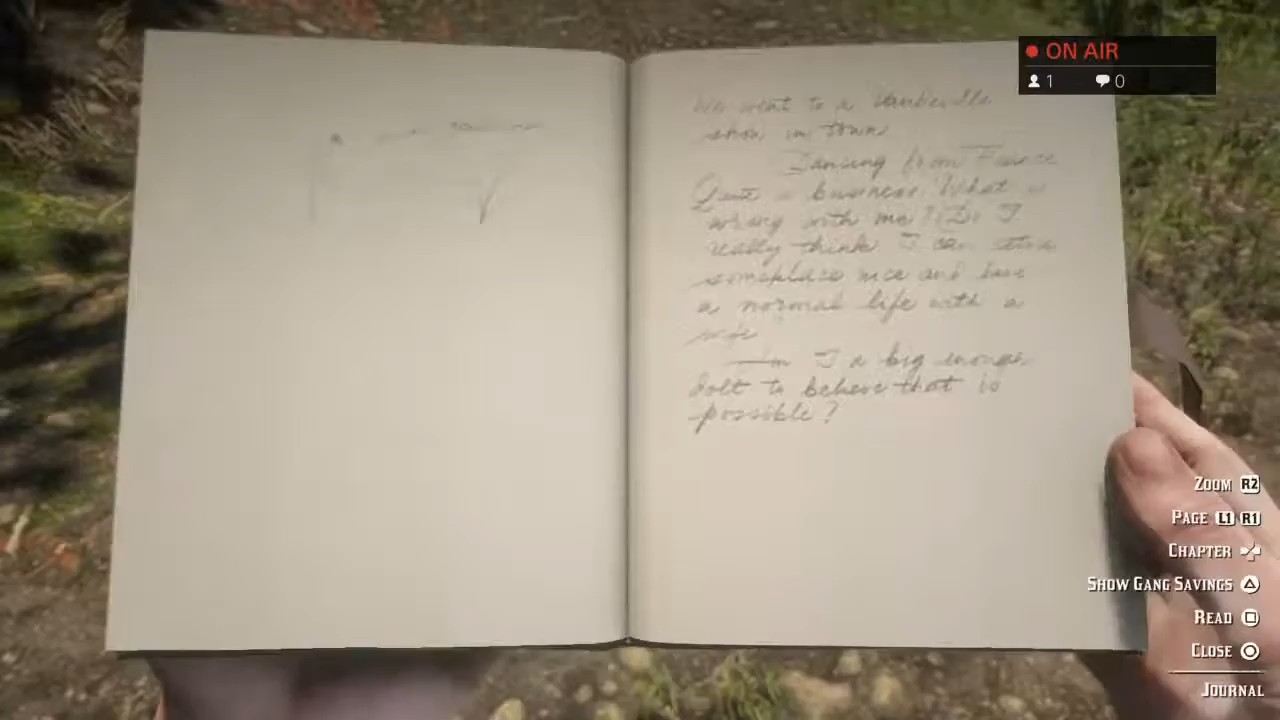 ON AIR
1 0
We went to a Vaudeville
show in town
Dancing from France
Quite a business. What is
wrong with me? Do I
really think I can
someplace nice and have
a normal life with a
wife
Am I a big enough
dolt to believe that is
possible?
ZOOM R2
PAGE L1 R1
CHAPTER
SHOW GANG SAVINGS
READ
CLOSE
JOURNAL